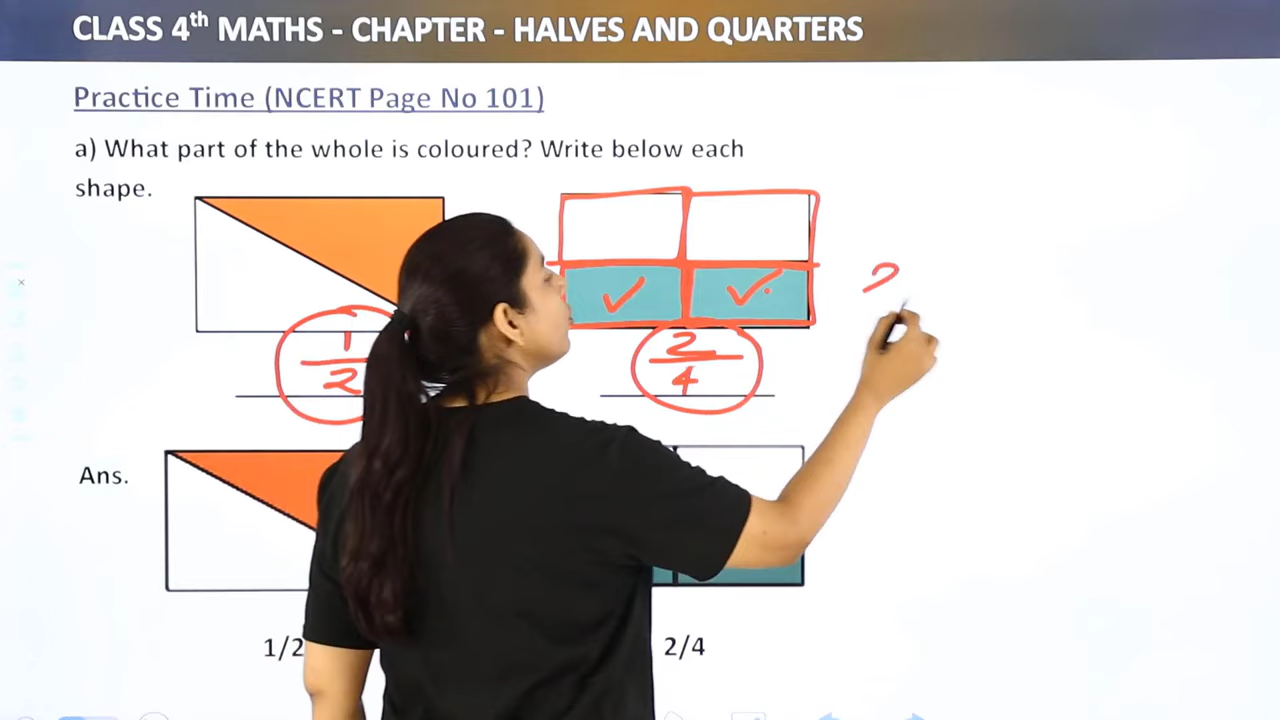 CLASS 4th MATHS - CHAPTER - HALVES AND QUARTERS
Practice Time (NCERT Page No 101)
a) What part of the whole is coloured? Write below each
shape.
1
2
2
4
2
Ans.
1/2
2/4